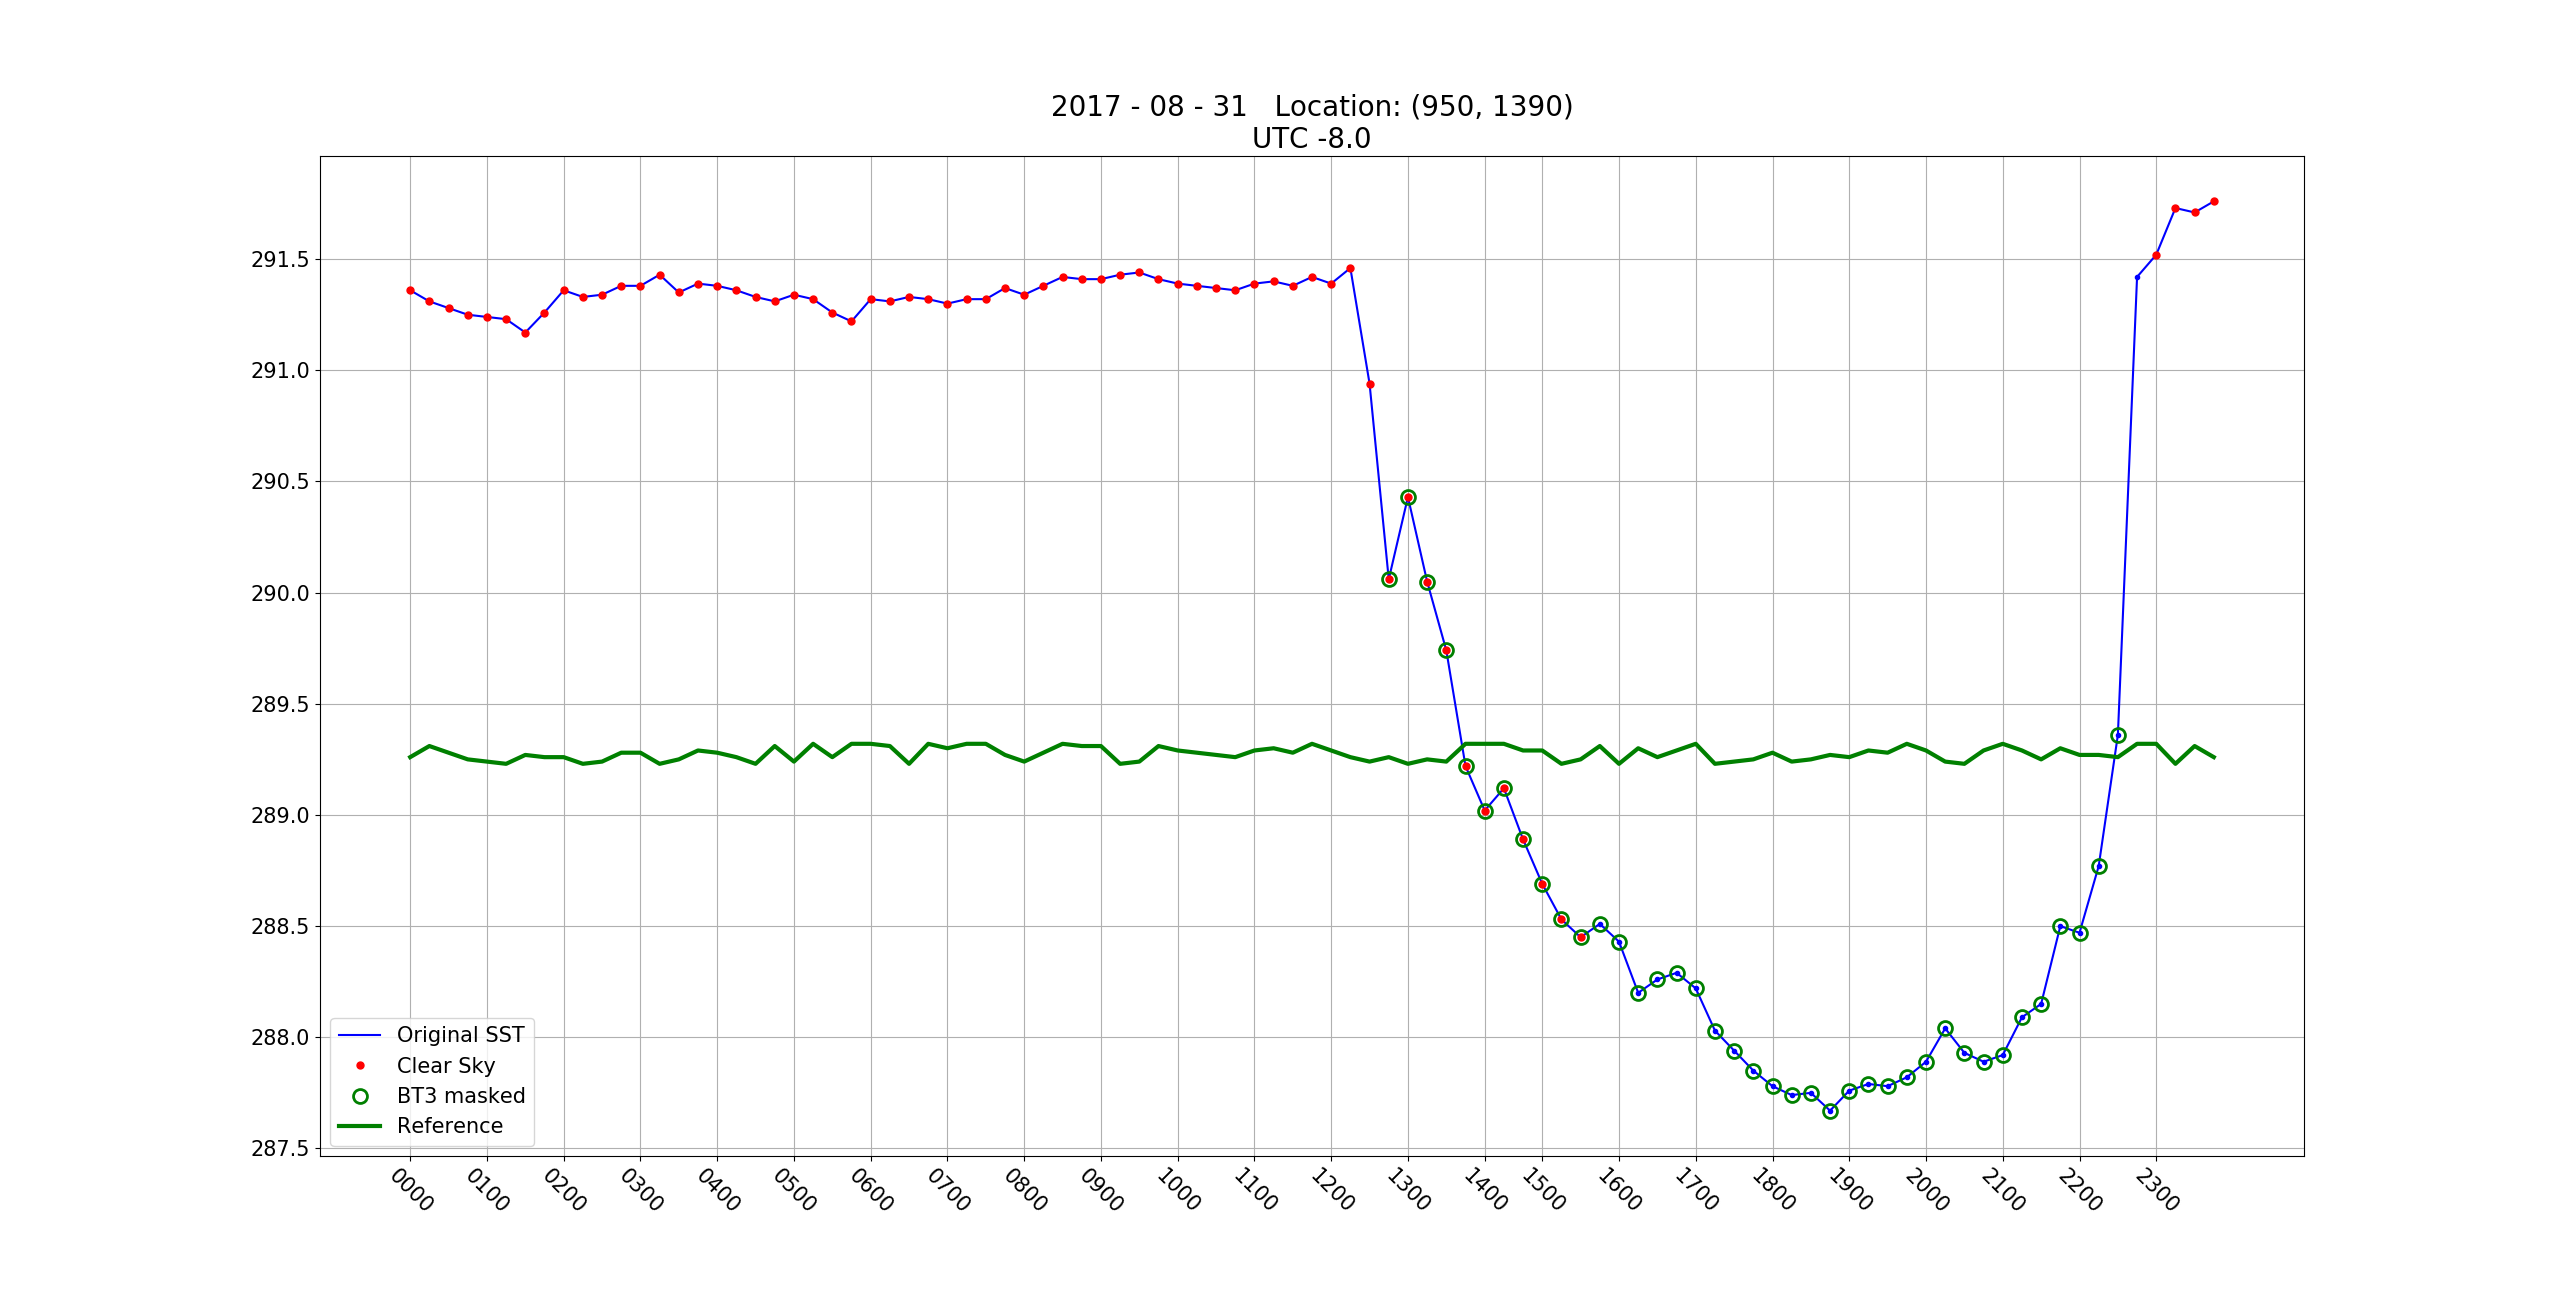 2017 - 08 - 31   Location: (950, 1390)
UTC -8.0
291.5
291.0
290.5
290.0
289.5
289.0
288.5
288.0
287.5
Original SST
Clear Sky
BT3 masked
Reference
0000 0100 0200 0300 0400 0500 0600 0700 0800 0900 1000 1100 1200 1300 1400 1500 1600 1700 1800 1900 2000 2100 2200 2300